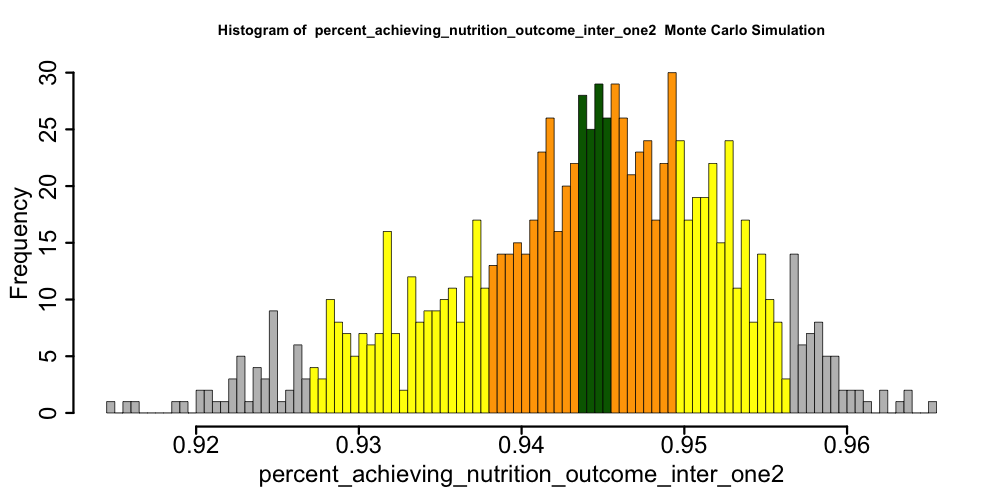 Histogram of  percent_achieving_nutrition_outcome_inter_one2  Monte Carlo Simulation
Frequency
30
25
20
15
10
5
0
0.92 0.93 0.94 0.95 0.96
percent_achieving_nutrition_outcome_inter_one2